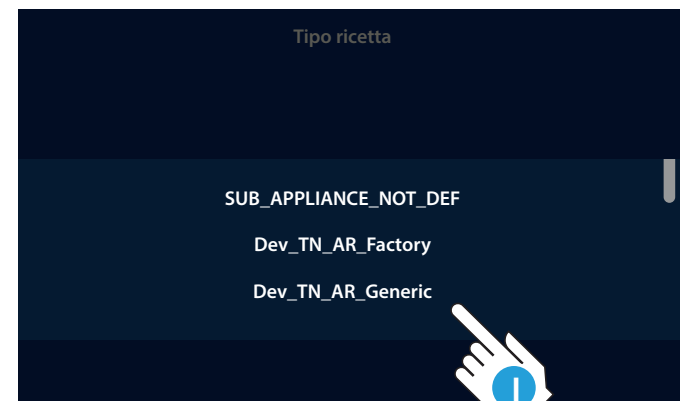 Tipo ricetta
SUB_APPLIANCE_NOT_DEF
Dev_TN_AR_Factory
Dev_TN_AR_Generic